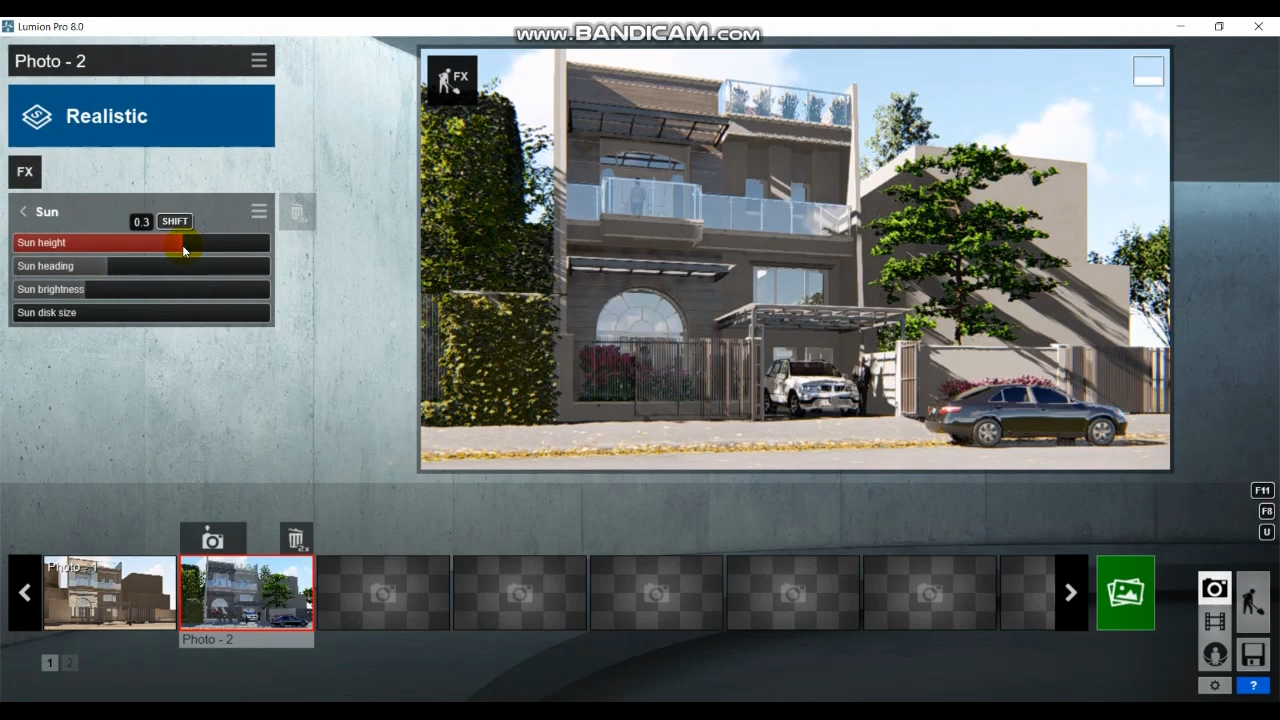 Lumion Pro 8.0
www.BANDICAM.com
Photo - 2
FX
Realistic
FX
Sun
0.3 SHIFT
Sun height
Sun heading
Sun brightness
Sun disk size
F11
F8
U
Photo - 1
Photo - 2
1 2
?